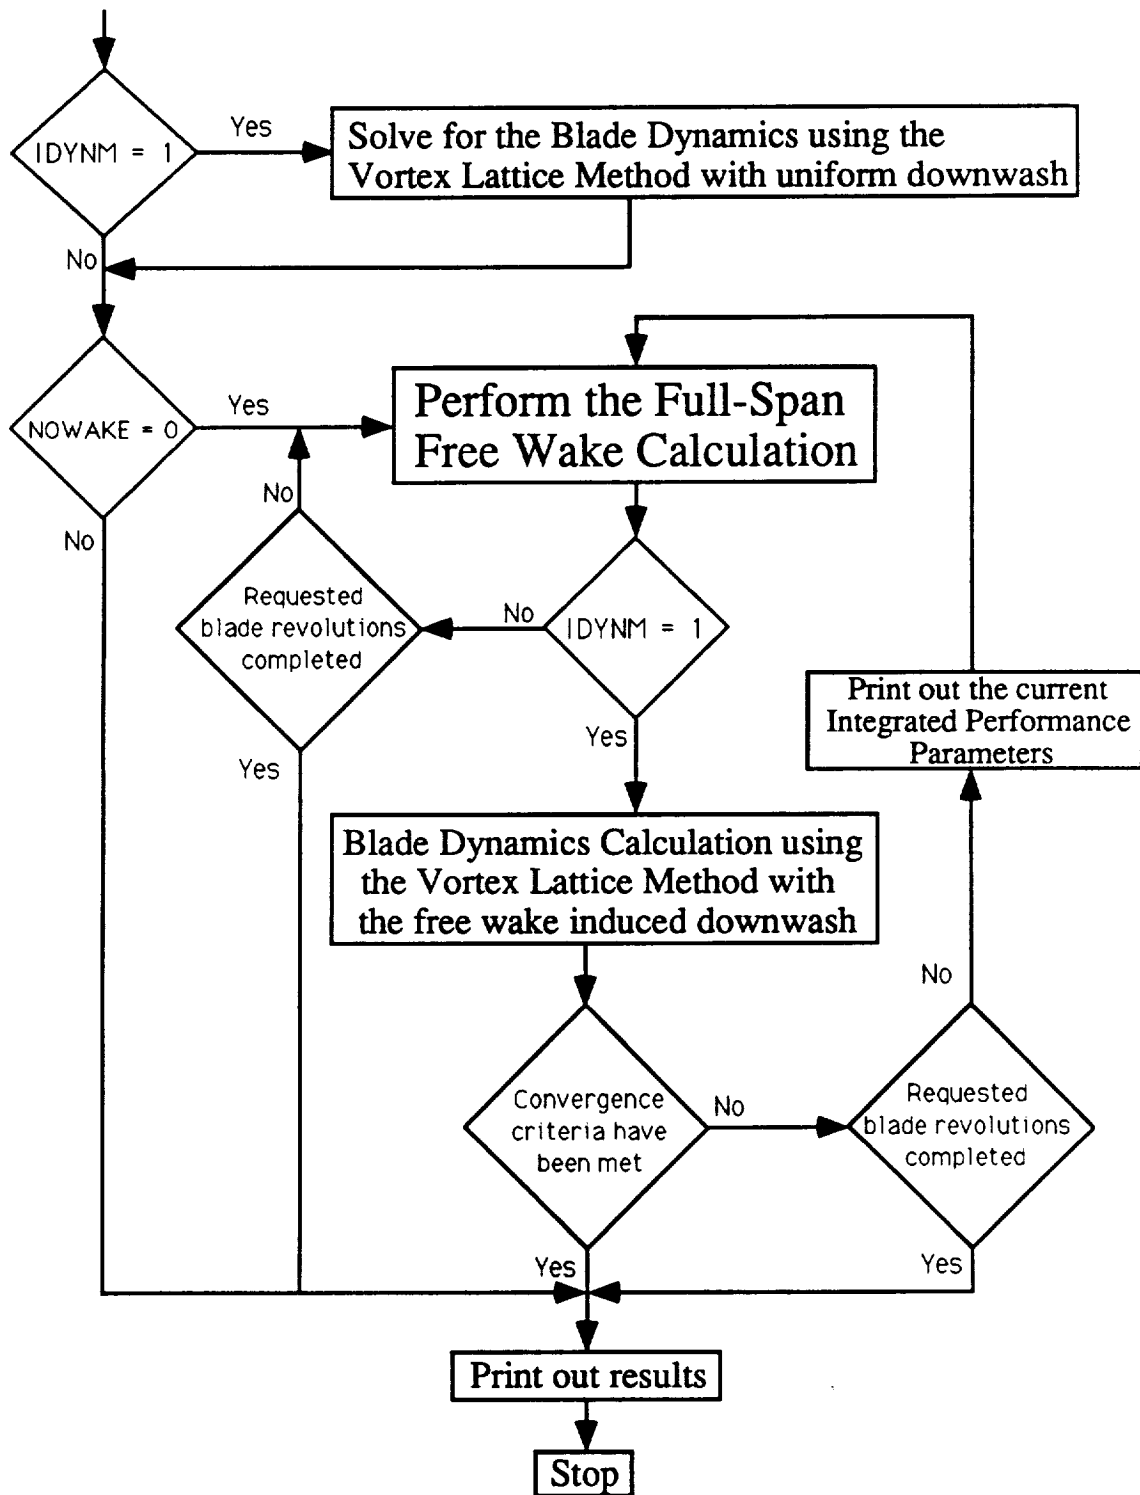 IDYNM = 1
Yes
Solve for the Blade Dynamics using the
Vortex Lattice Method with uniform downwash
No
NOWAKE = 0
Yes
Perform the Full-Span
Free Wake Calculation
No
No
Requested
blade revolutions
completed
No
IDYNM = 1
Yes
Yes
Print out the current
Integrated Performance
Parameters
Blade Dynamics Calculation using
the Vortex Lattice Method with
the free wake induced downwash
No
Convergence
criteria have
been met
No
Requested
blade revolutions
completed
Yes
Yes
Print out results
Stop